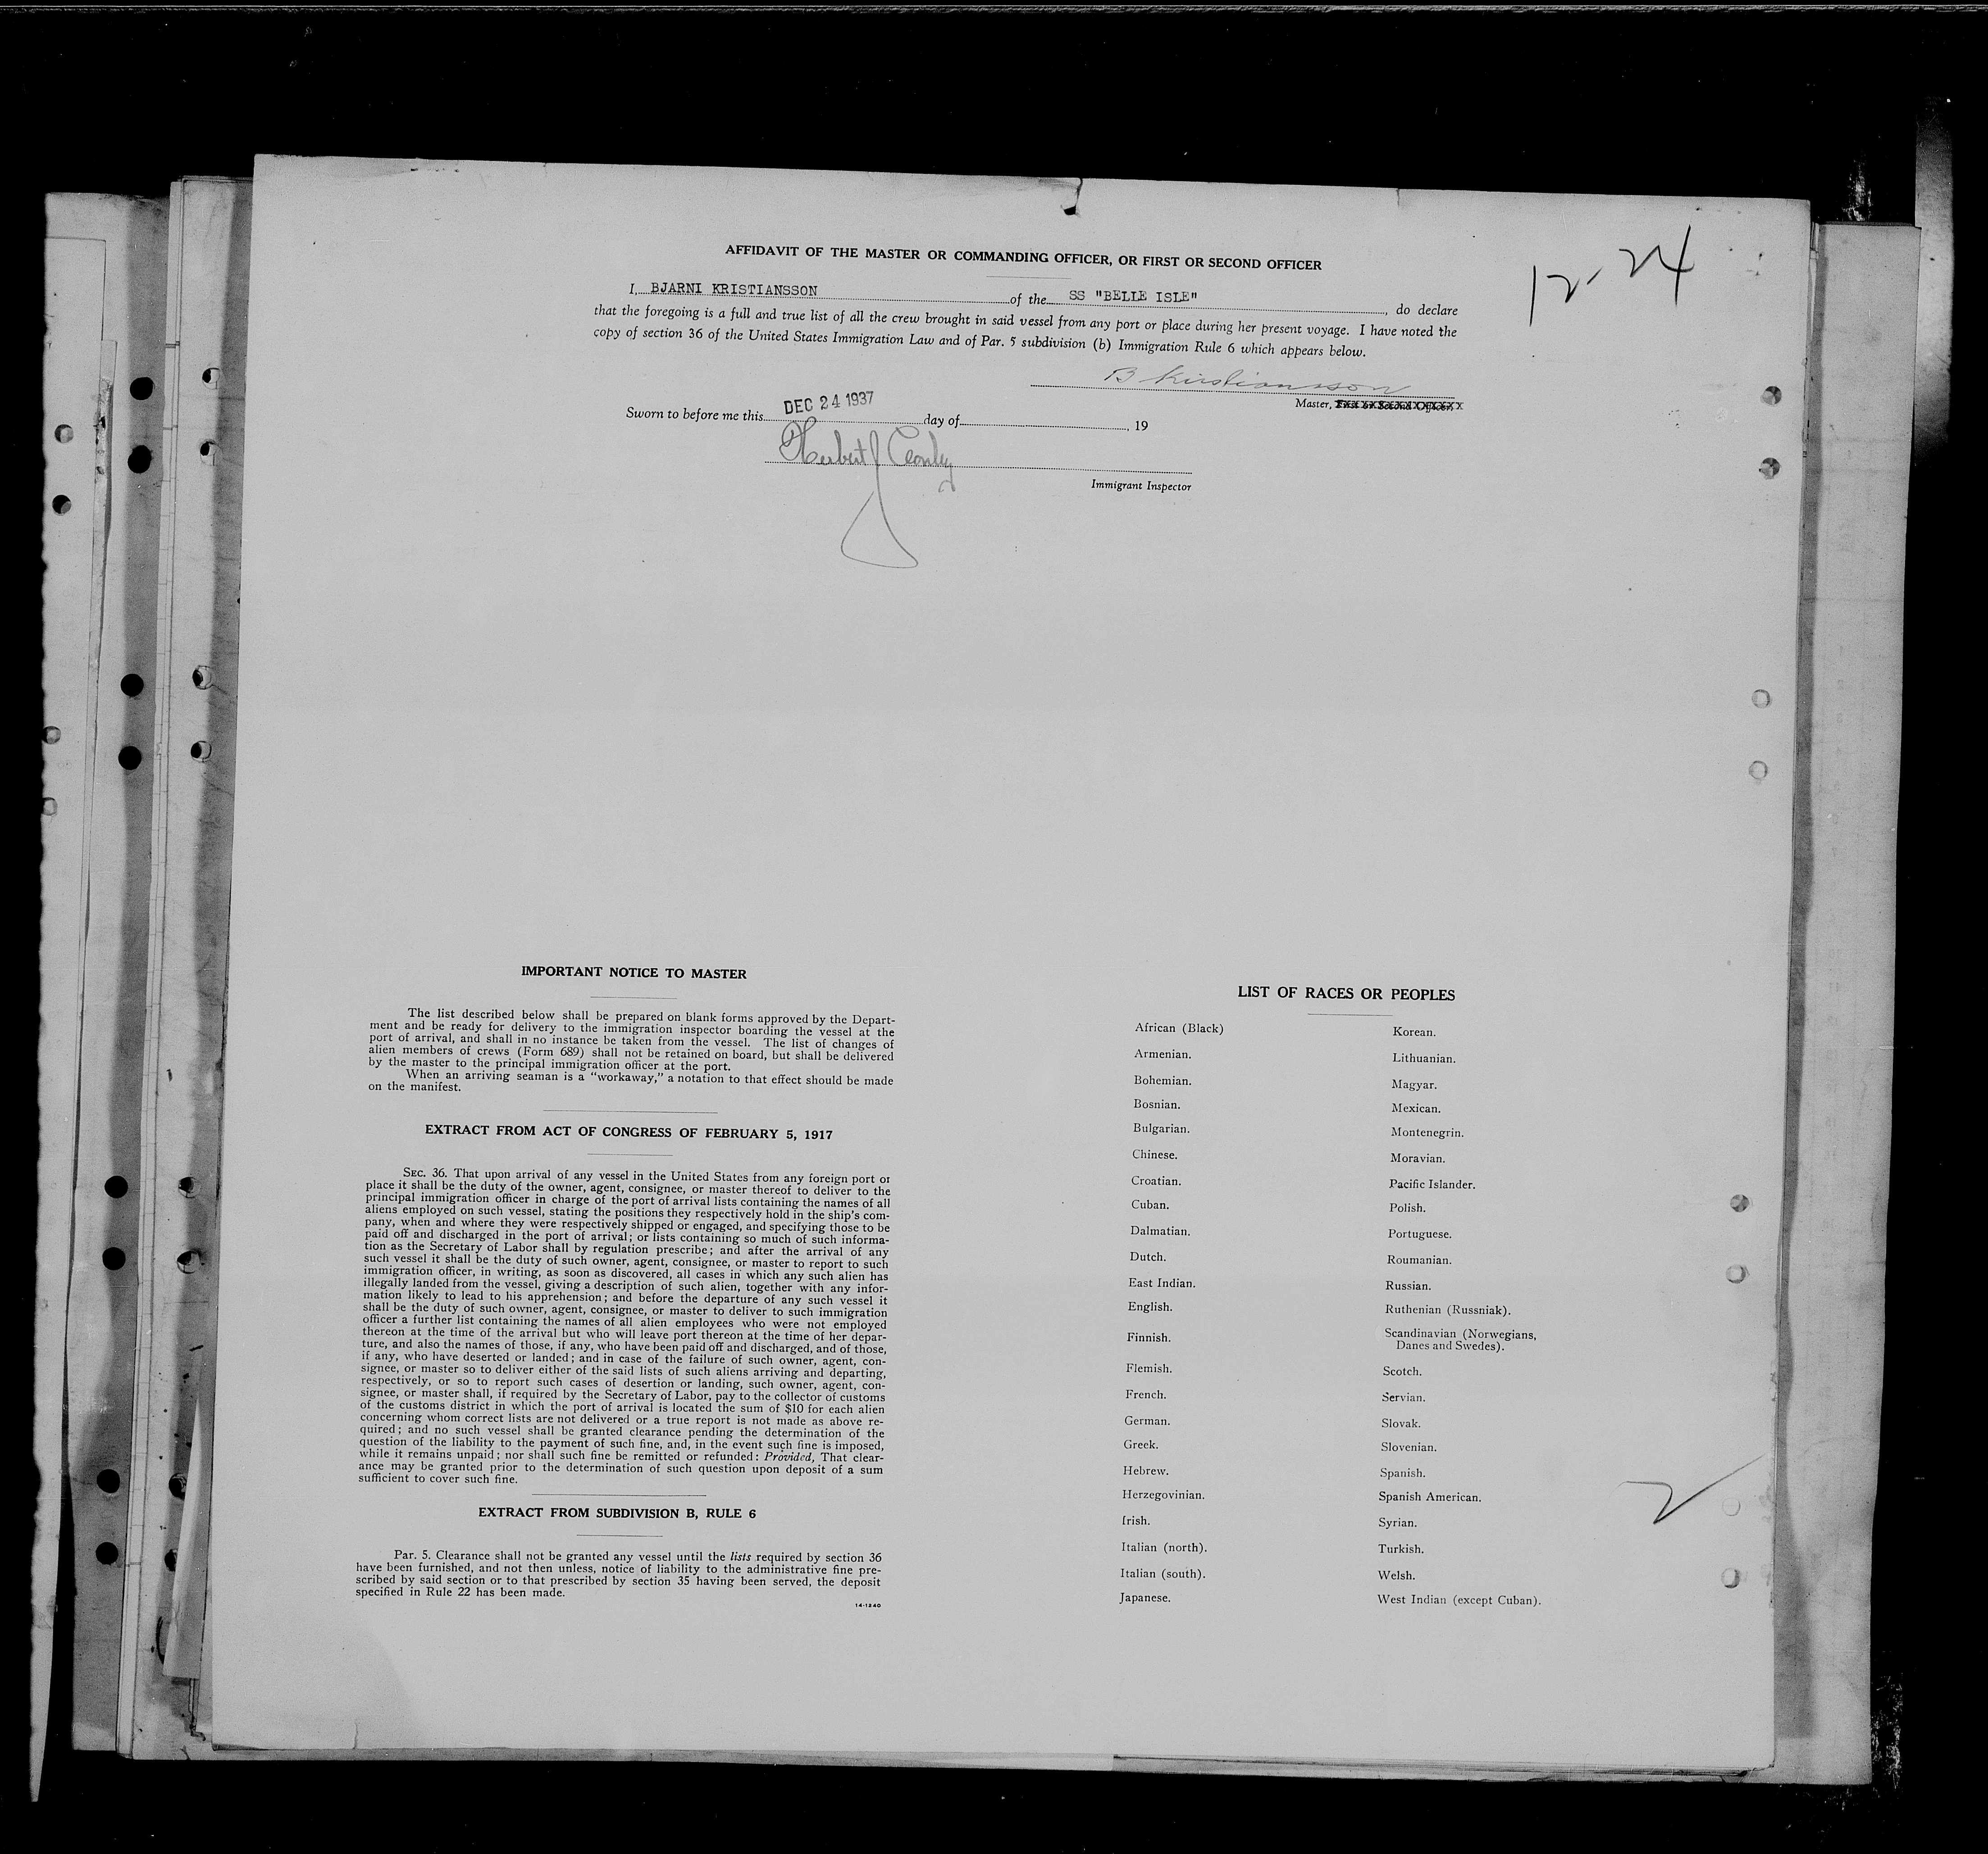 12-24
AFFIDAVIT OF THE MASTER OR COMMANDING OFFICER, OR FIRST OR SECOND OFFICER
I, BJARNI KRISTIANSSON of the SS "BELLE ISLE", do declare
that the foregoing is a full and true list of all the crew brought in said vessel from any port or place during her present voyage. I have noted the
copy of section 36 of the United States Immigration Law and of Par. 5 subdivision (b) Immigration Rule 6 which appears below.
B Kristiansson
Master, First or Second Officer.
Sworn to before me this DEC 24 1937 day of , 19
Herbert J
Immigrant Inspector
IMPORTANT NOTICE TO MASTER
The list described below shall be prepared on blank forms approved by the Depart-
ment and be ready for delivery to the immigration inspector boarding the vessel at the
port of arrival, and shall in no instance be taken from the vessel. The list of changes of
alien members of crews (Form 689) shall not be retained on board, but shall be delivered
by the master to the principal immigration officer at the port.
When an arriving seaman is a "workaway," a notation to that effect should be made
on the manifest.
EXTRACT FROM ACT OF CONGRESS OF FEBRUARY 5, 1917
SEC. 36. That upon arrival of any vessel in the United States from any foreign port or
place it shall be the duty of the owner, agent, consignee, or master thereof to deliver to the
principal immigration officer in charge of the port of arrival lists containing the names of all
aliens employed on such vessel, stating the positions they respectively hold in the ship's com-
pany, when and where they were respectively shipped or engaged, and specifying those to be
paid off and discharged in the port of arrival; or lists containing so much of such informa-
tion as the Secretary of Labor shall by regulation prescribe; and after the arrival of any
such vessel it shall be the duty of such owner, agent, consignee, or master to report to such
immigration officer, in writing, as soon as discovered, all cases in which any such alien has
illegally landed from the vessel, giving a description of such alien, together with any infor-
mation likely to lead to his apprehension; and before the departure of any such vessel it
shall be the duty of such owner, agent, consignee, or master to deliver to such immigration
officer a further list containing the names of all alien employees who were not employed
thereon at the time of the arrival but who will leave port thereon at the time of her depar-
ture, and also the names of those, if any, who have been paid off and discharged, and of those,
if any, who have deserted or landed; and in case of the failure of such owner, agent, con-
signee, or master so to deliver either of the said lists of such aliens arriving and departing,
respectively, or so to report such cases of desertion or landing, such owner, agent, con-
signee, or master shall, if required by the Secretary of Labor, pay to the collector of customs
of the customs district in which the port of arrival is located the sum of $10 for each alien
concerning whom correct lists are not delivered or a true report is not made as above re-
quired; and no such vessel shall be granted clearance pending the determination of the
question of the liability to the payment of such fine, and, in the event such fine is imposed,
while it remains unpaid; nor shall such fine be remitted or refunded: Provided, That clear-
ance may be granted prior to the determination of such question upon deposit of a sum
sufficient to cover such fine.
EXTRACT FROM SUBDIVISION B, RULE 6
Par. 5. Clearance shall not be granted any vessel until the lists required by section 36
have been furnished, and not then unless, notice of liability to the administrative fine pre-
scribed by said section or to that prescribed by section 35 having been served, the deposit
specified in Rule 22 has been made.
14-1240
LIST OF RACES OR PEOPLES
African (Black)
Armenian.
Bohemian.
Bosnian.
Bulgarian.
Chinese.
Croatian.
Cuban.
Dalmatian.
Dutch.
East Indian.
English.
Finnish.
Flemish.
French.
German.
Greek.
Hebrew.
Herzegovinian.
Irish.
Italian (north).
Italian (south).
Japanese.
Korean.
Lithuanian.
Magyar.
Mexican.
Montenegrin.
Moravian.
Pacific Islander.
Polish.
Portuguese.
Roumanian.
Russian.
Ruthenian (Russniak).
Scandinavian (Norwegians,
Danes and Swedes).
Scotch.
Servian.
Slovak.
Slovenian.
Spanish.
Spanish American.
Syrian.
Turkish.
Welsh.
West Indian (except Cuban).